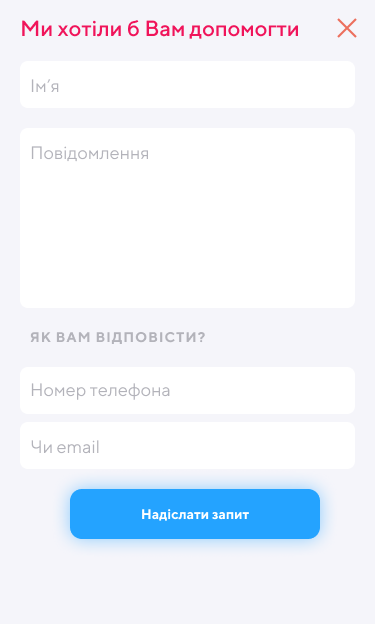 Ми хотіли б Вам допомогти
Ім’я
Повідомлення
ЯК ВАМ ВІДПОВІСТИ?
Номер телефона
Чи email
Надіслати запит